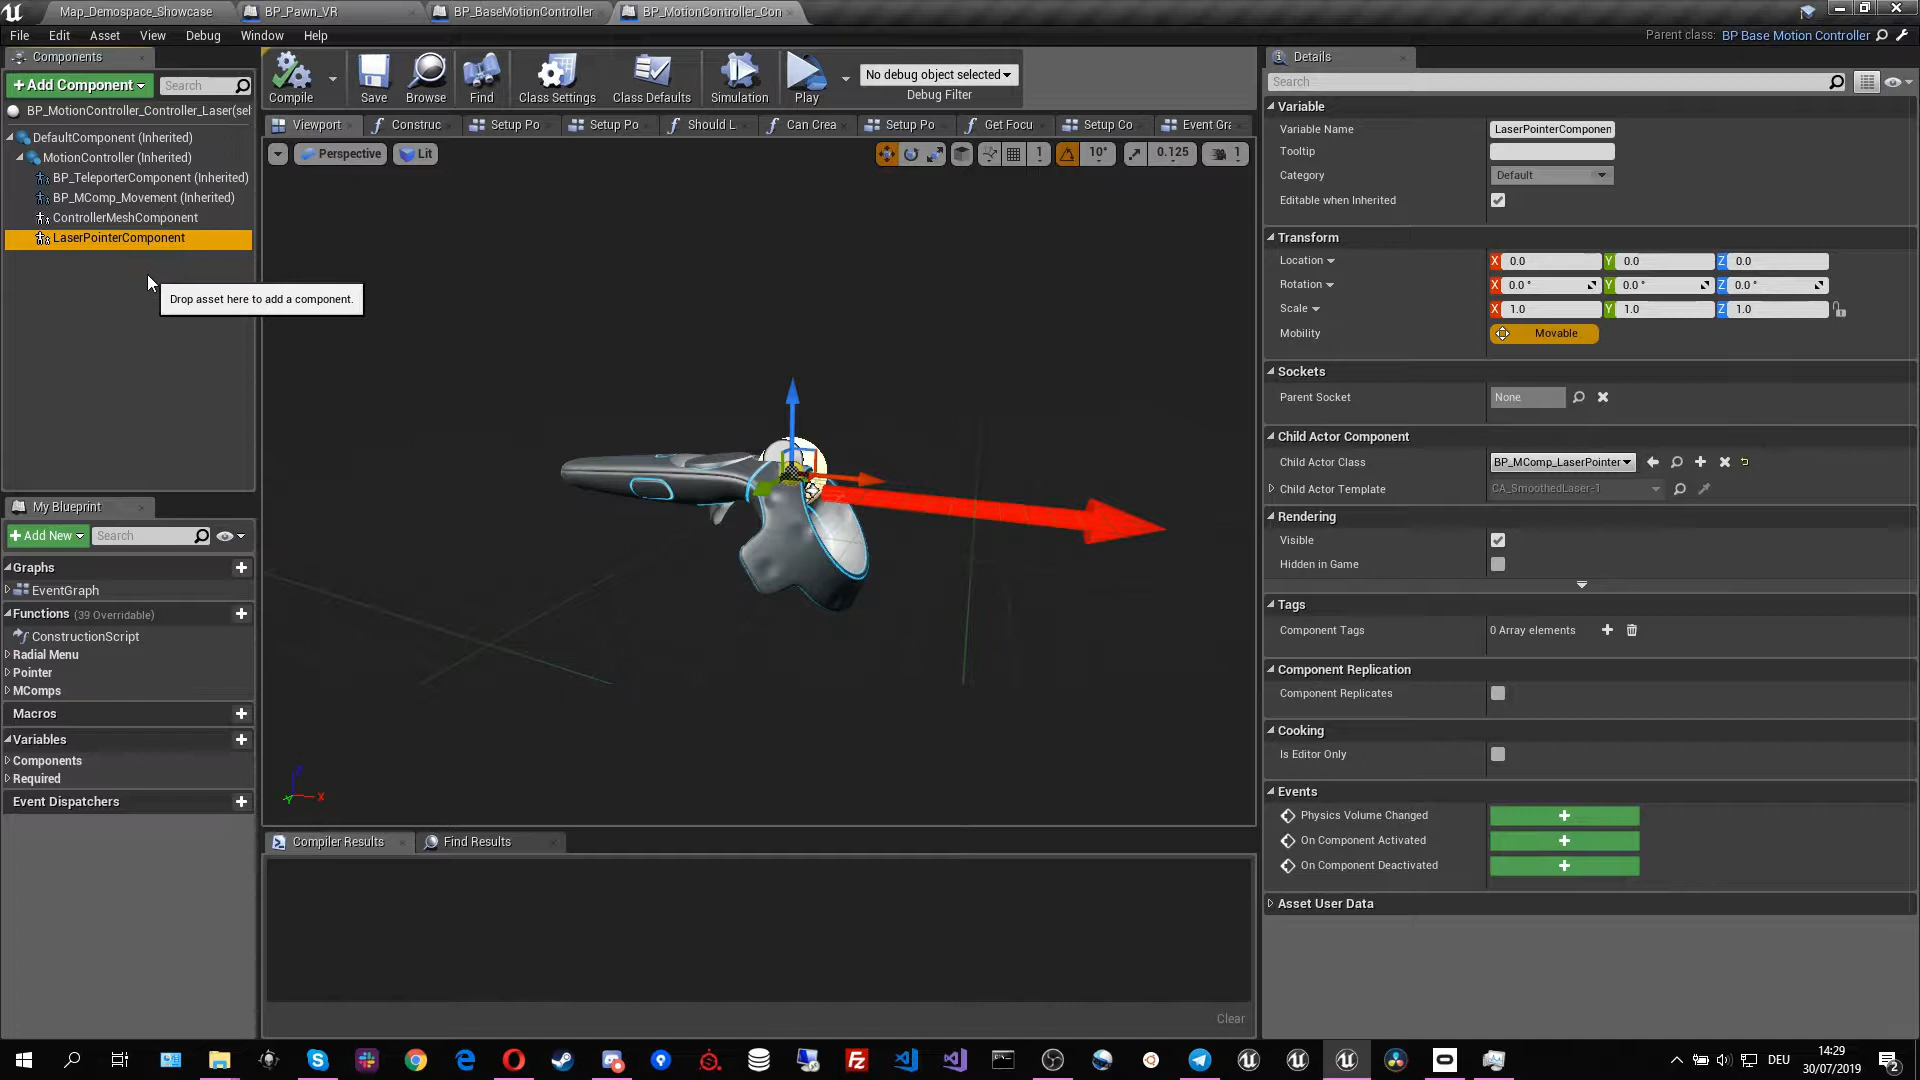 Map_Demospace_Showcase
BP_Pawn_VR
BP_BaseMotionController
BP_MotionController_Con
File Edit Asset View Debug Window Help
Parent class: BP Base Motion Controller
Components
+Add Component
Search
BP_MotionController_Controller_Laser(sel
DefaultComponent (Inherited)
MotionController (Inherited)
BP_TeleporterComponent (Inherited)
BP_MComp_Movement (Inherited)
ControllerMeshComponent
LaserPointerComponent
Drop asset here to add a component.
Compile
Save
Browse
Find
Class Settings
Class Defaults
Simulation
Play
No debug object selected
Debug Filter
Viewport
Construc
Setup Po
Setup Po
Should L
Can Crea
Setup Po
Get Focu
Setup Co
Event Gra
Perspective
Lit
1
10°
0.125
1
Z
X
Y
My Blueprint
+Add New
Search
Graphs
EventGraph
Functions (39 Overridable)
ConstructionScript
Radial Menu
Pointer
MComps
Macros
Variables
Components
Required
Event Dispatchers
Compiler Results
Find Results
Clear
Details
Search
Variable
Variable Name LaserPointerComponen
Tooltip
Category Default
Editable when Inherited
Transform
Location X 0.0 Y 0.0 Z 0.0
Rotation X 0.0 ° Y 0.0 ° Z 0.0 °
Scale X 1.0 Y 1.0 Z 1.0
Mobility Movable
Sockets
Parent Socket None
Child Actor Component
Child Actor Class BP_MComp_LaserPointer
Child Actor Template CA_SmoothedLaser-1
Rendering
Visible
Hidden in Game
Tags
Component Tags 0 Array elements
Component Replication
Component Replicates
Cooking
Is Editor Only
Events
Physics Volume Changed
On Component Activated
On Component Deactivated
Asset User Data
DEU
14:29
30/07/2019
2